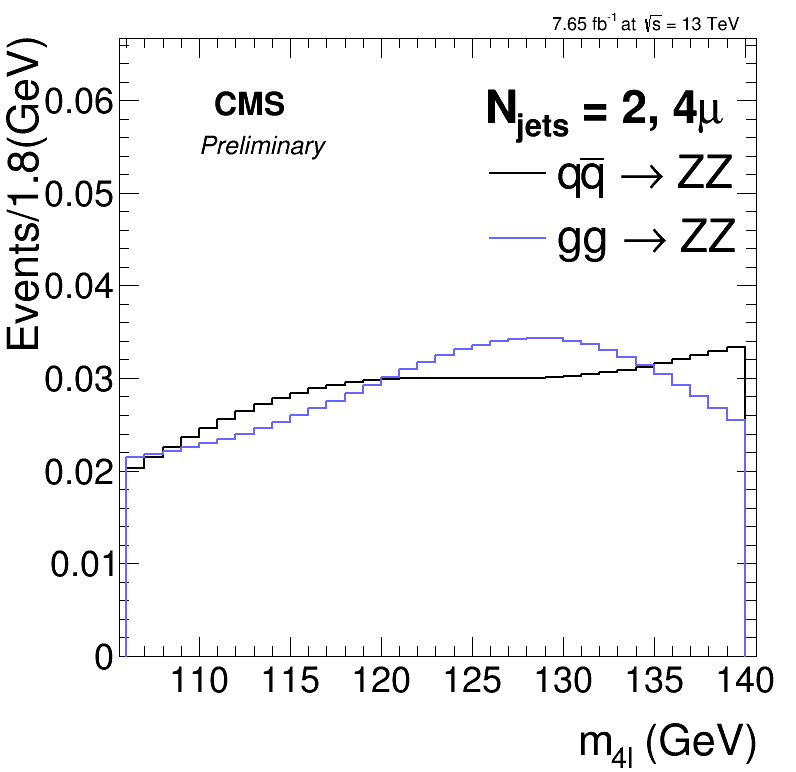 7.65 fb⁻¹ at √s = 13 TeV
CMS
Preliminary
N_jets = 2, 4μ
qq̅ → ZZ
gg → ZZ
Events/1.8(GeV)
0.06
0.05
0.04
0.03
0.02
0.01
0
110 115 120 125 130 135 140
m_4l (GeV)